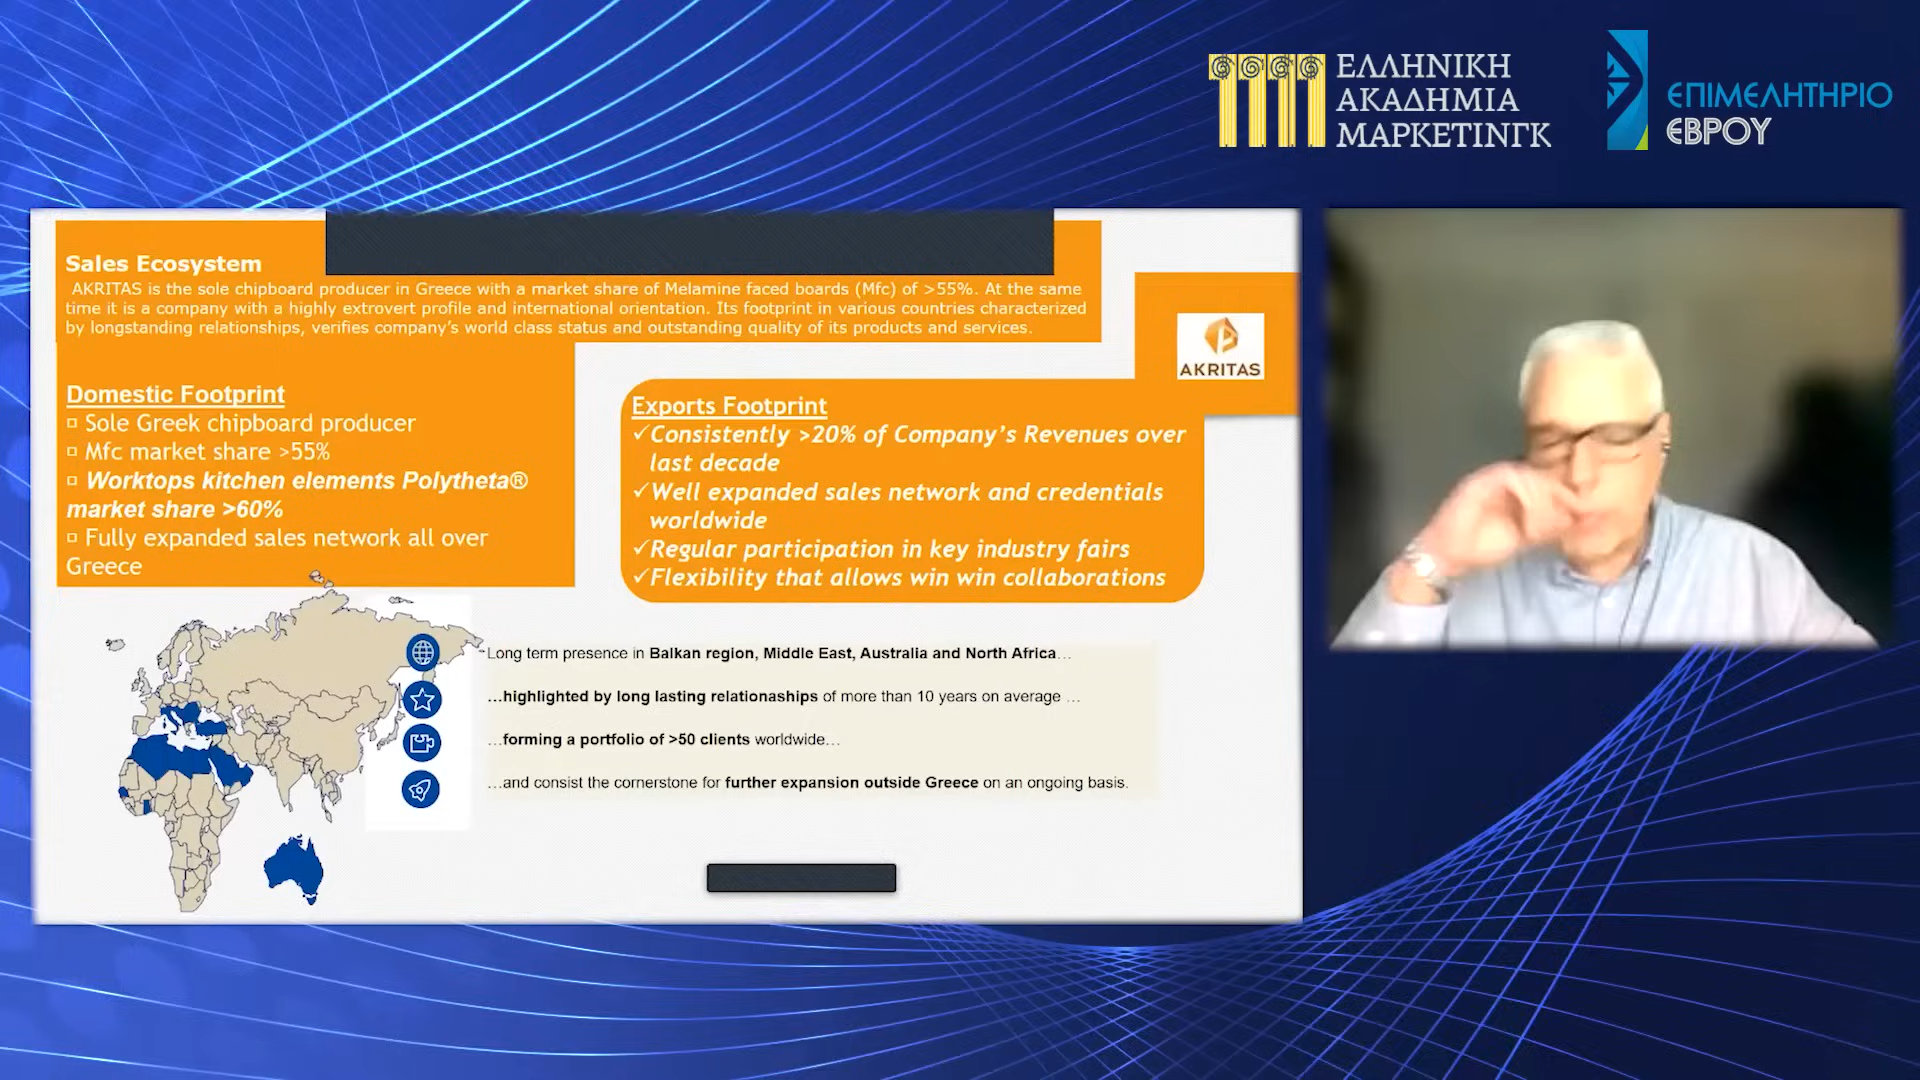 ΕΛΛΗΝΙΚΗ
ΑΚΑΔΗΜΙΑ
ΜΑΡΚΕΤΙΝΓΚ
ΕΠΙΜΕΛΗΤΗΡΙΟ
ΕΒΡΟΥ
Sales Ecosystem
AKRITAS is the sole chipboard producer in Greece with a market share of Melamine faced boards (Mfc) of >55%. At the same
time it is a company with a highly extrovert profile and international orientation. Its footprint in various countries characterized
by longstanding relationships, verifies company's world class status and outstanding quality of its products and services.
AKRITAS
Domestic Footprint
▫ Sole Greek chipboard producer
▫ Mfc market share >55%
▫ Worktops kitchen elements Polytheta®
market share >60%
▫ Fully expanded sales network all over
Greece
Exports Footprint
✓Consistently >20% of Company's Revenues over
last decade
✓Well expanded sales network and credentials
worldwide
✓Regular participation in key industry fairs
✓Flexibility that allows win win collaborations
Long term presence in Balkan region, Middle East, Australia and North Africa…
…highlighted by long lasting relationaships of more than 10 years on average …
…forming a portfolio of >50 clients worldwide…
…and consist the cornerstone for further expansion outside Greece on an ongoing basis.